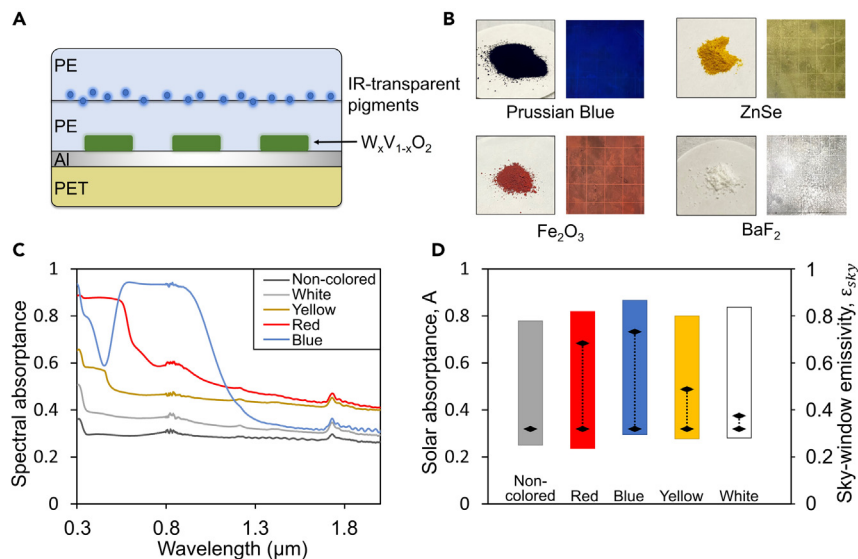 A
PE
PE
Al
PET
IR-transparent
pigments
WₓV₁₋ₓO₂
B
Prussian Blue
ZnSe
Fe₂O₃
BaF₂
C
Spectral absorptance
1
0.8
0.6
0.4
0.2
0
0.3
0.8
1.3
1.8
Wavelength (μm)
Non-colored
White
Yellow
Red
Blue
D
Solar absorptance, A
1
0.8
0.6
0.4
0.2
0
Non-
colored
Red
Blue
Yellow
White
1
0.8
0.6
0.4
0.2
0
Sky-window emissivity, εsky